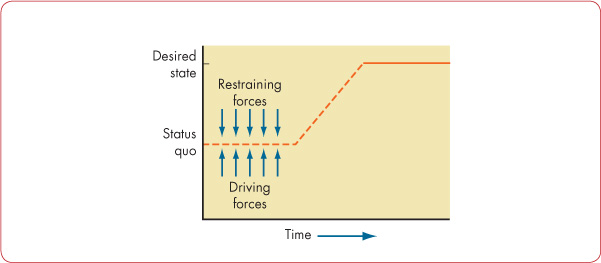 Desired
state
Restraining
forces
Status
quo
Driving
forces
Time